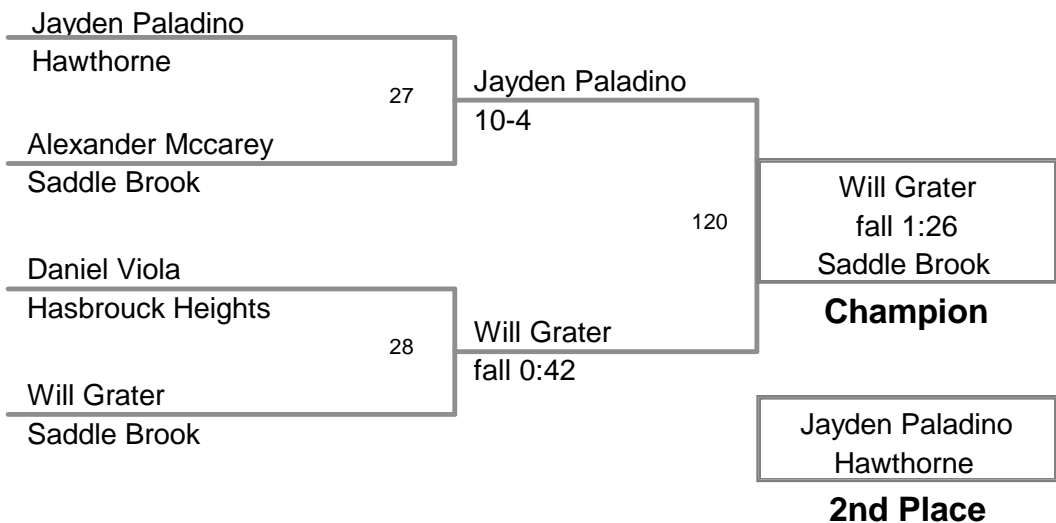 Jayden Paladino
Hawthorne
27
Jayden Paladino
10-4
Alexander Mccarey
Saddle Brook
120
Will Grater
fall 1:26
Saddle Brook
Champion
Daniel Viola
Hasbrouck Heights
28
Will Grater
fall 0:42
Will Grater
Saddle Brook
Jayden Paladino
Hawthorne
2nd Place